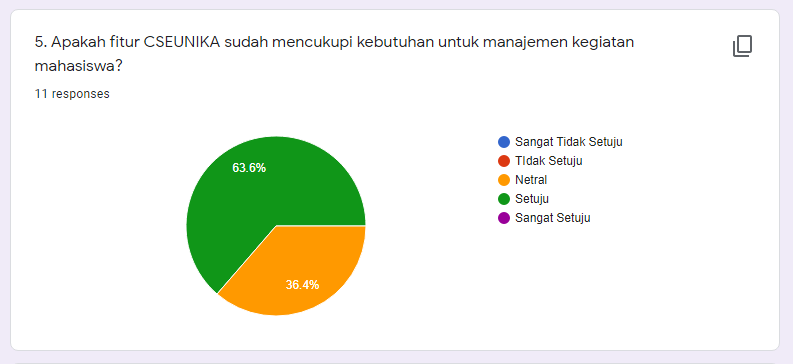 5. Apakah fitur CSEUNIKA sudah mencukupi kebutuhan untuk manajemen kegiatan
mahasiswa?
11 responses
63.6%
36.4%
Sangat Tidak Setuju
TIdak Setuju
Netral
Setuju
Sangat Setuju